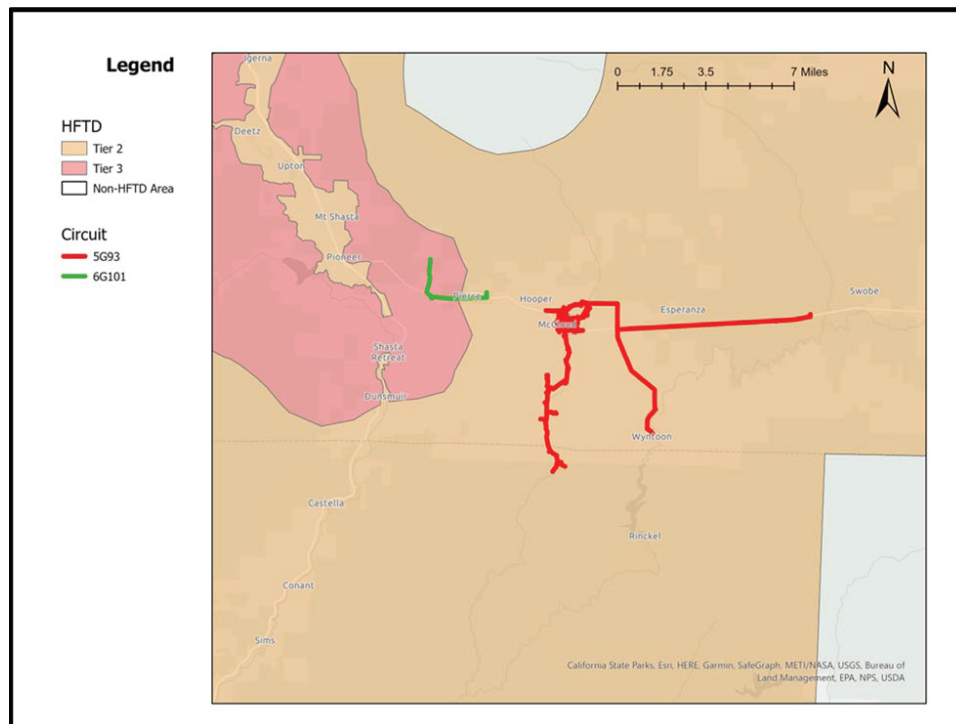 Legend
HFTD
Tier 2
Tier 3
Non-HFTD Area
Circuit
5G93
6G101
0 1.75 3.5 7 Miles
N
Igerna
Deetz
Upton
Mt Shasta
Pioneer
Pierce
Hooper
McCloud
Esperanza
Swobe
Shasta
Retreat
Dunsmuir
Wyntoon
Castella
Rinckel
Conant
Sims
California State Parks, Esri, HERE, Garmin, SafeGraph, METI/NASA, USGS, Bureau of
Land Management, EPA, NPS, USDA